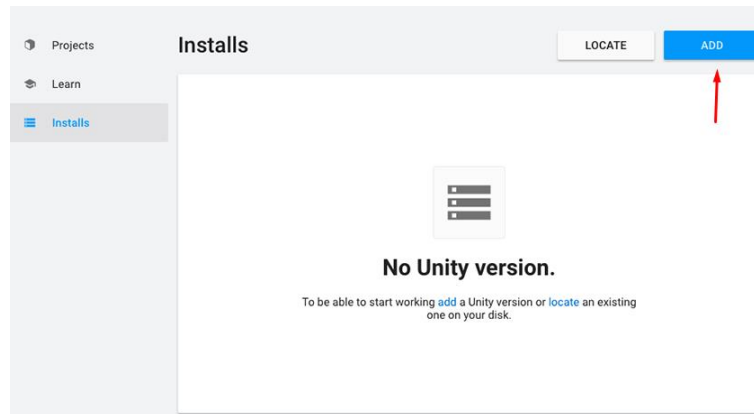 Projects
Learn
Installs
Installs
LOCATE
ADD
No Unity version.
To be able to start working add a Unity version or locate an existing
one on your disk.